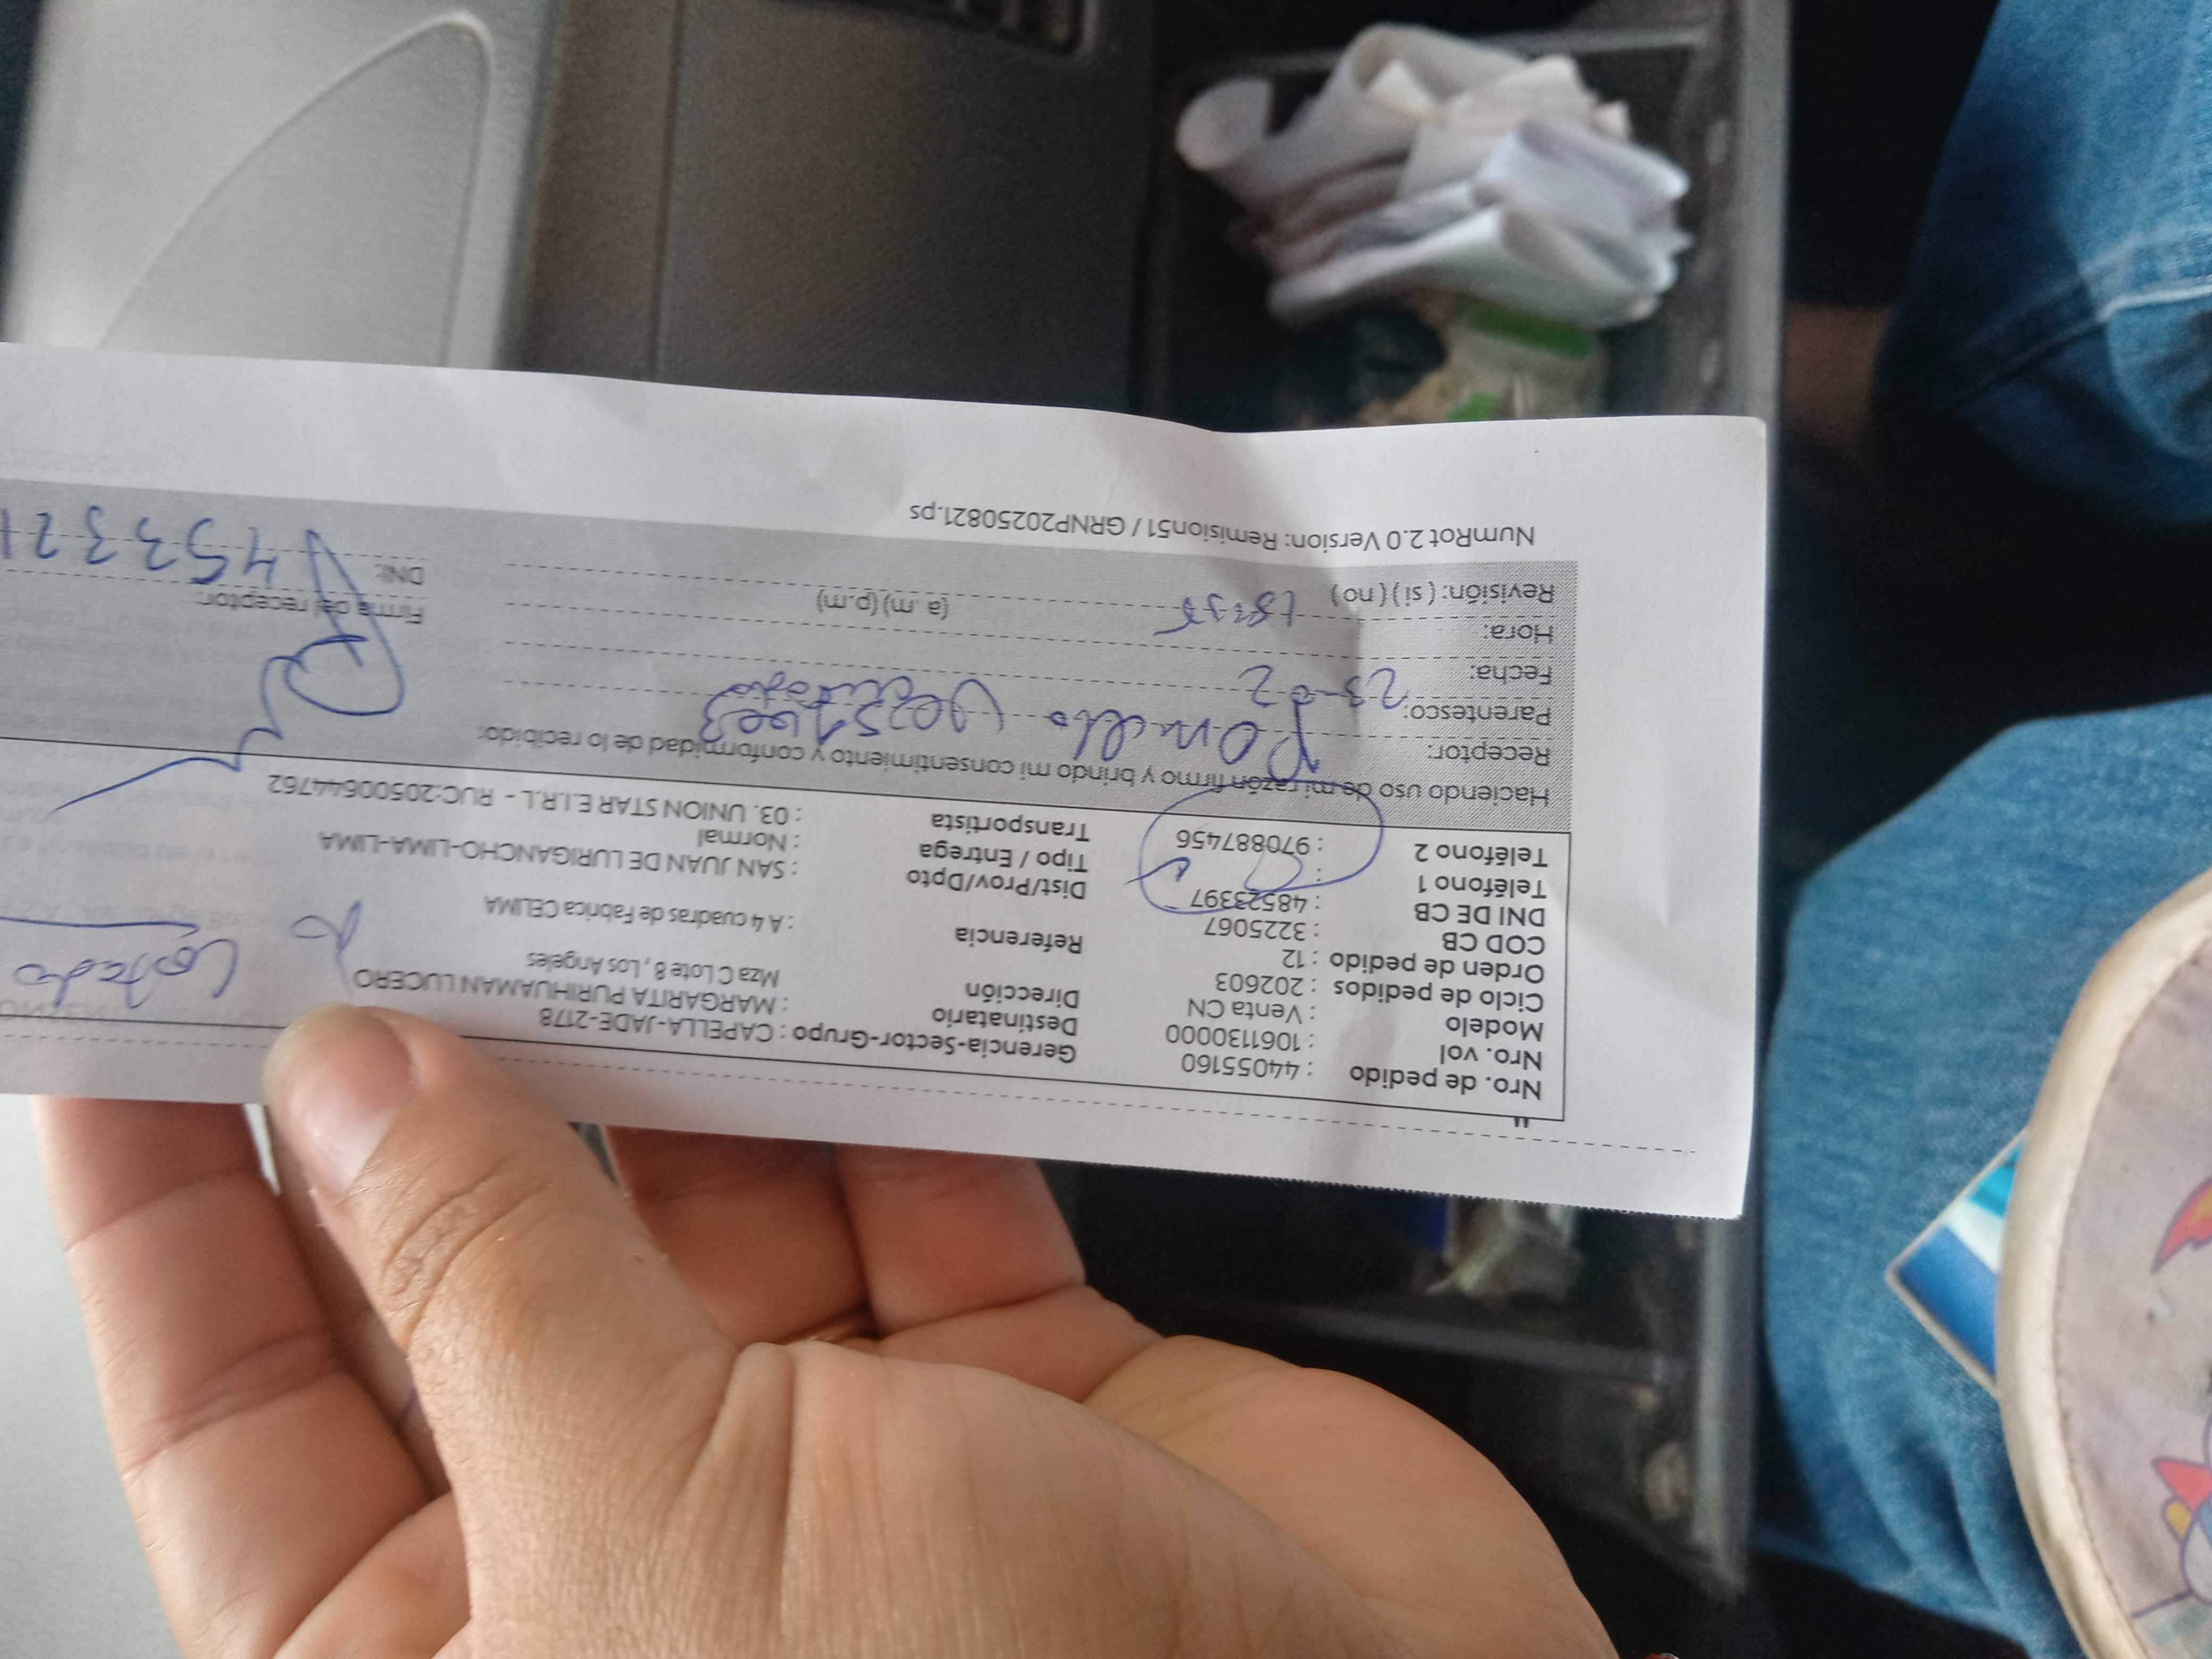 Nro. de pedido : 44055160
Nro. vol : 1061130000
Modelo : Venta CN
Ciclo de pedidos : 202603
Orden de pedido : 12
COD CB : 3225067
DNI DE CB : 48523397
Teléfono 1 :
Teléfono 2 : 970887456
Gerencia-Sector-Grupo : CAPELLA-JADE-2178
Destinatario : MARGARITA PURIHUAMAN LUCERO
Dirección Mza C Lote 8, Los Angeles
Referencia : A 4 cuadras de Fabrica CELIMA
Dist/Prov/Dpto : SAN JUAN DE LURIGANCHO-LIMA-LIMA
Tipo / Entrega : Normal
Transportista : 03. UNION STAR E.I.R.L - RUC:20500644762
Haciendo uso de mi razón firmo y brindo mi consentimiento y conformidad de lo recibido:
Receptor:
Parentesco:
Fecha: 23-02
Hora: (a.m) (p.m)
Revisión: (si) (no)
Firma del receptor:
DNI:
NumRot 2.0 Version: Remision51 / GRNP20250821.ps